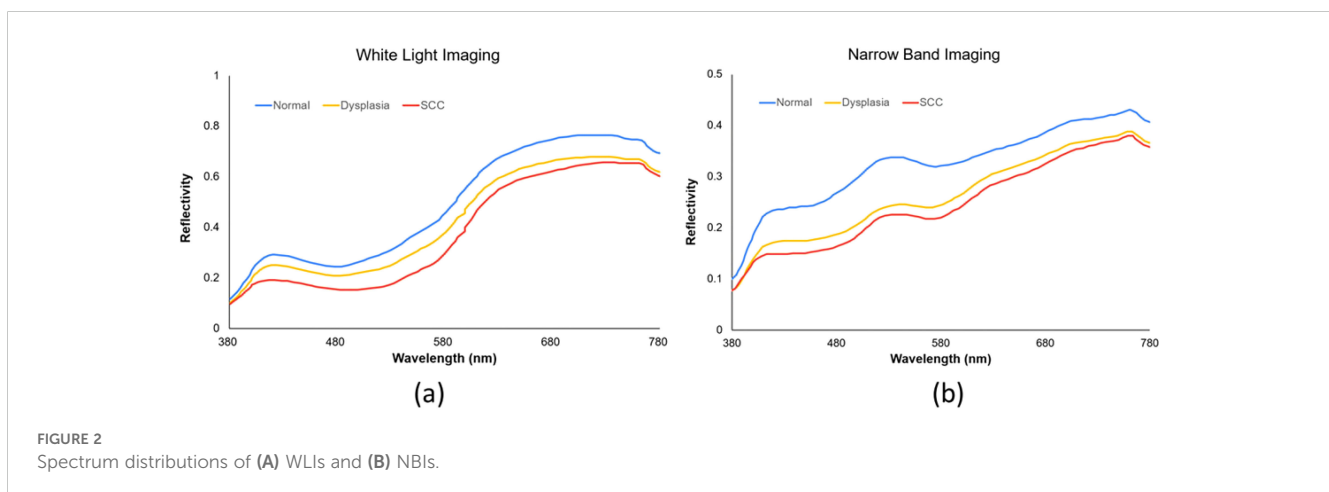 White Light Imaging
1
Normal Dysplasia SCC
0.8
0.6
0.4
0.2
0
Reflectivity
380 480 580 680 780
Wavelength (nm)
(a)
Narrow Band Imaging
0.5
Normal Dysplasia SCC
0.4
0.3
0.2
0.1
0
Reflectivity
380 480 580 680 780
Wavelength (nm)
(b)
FIGURE 2
Spectrum distributions of (A) WLIs and (B) NBIs.